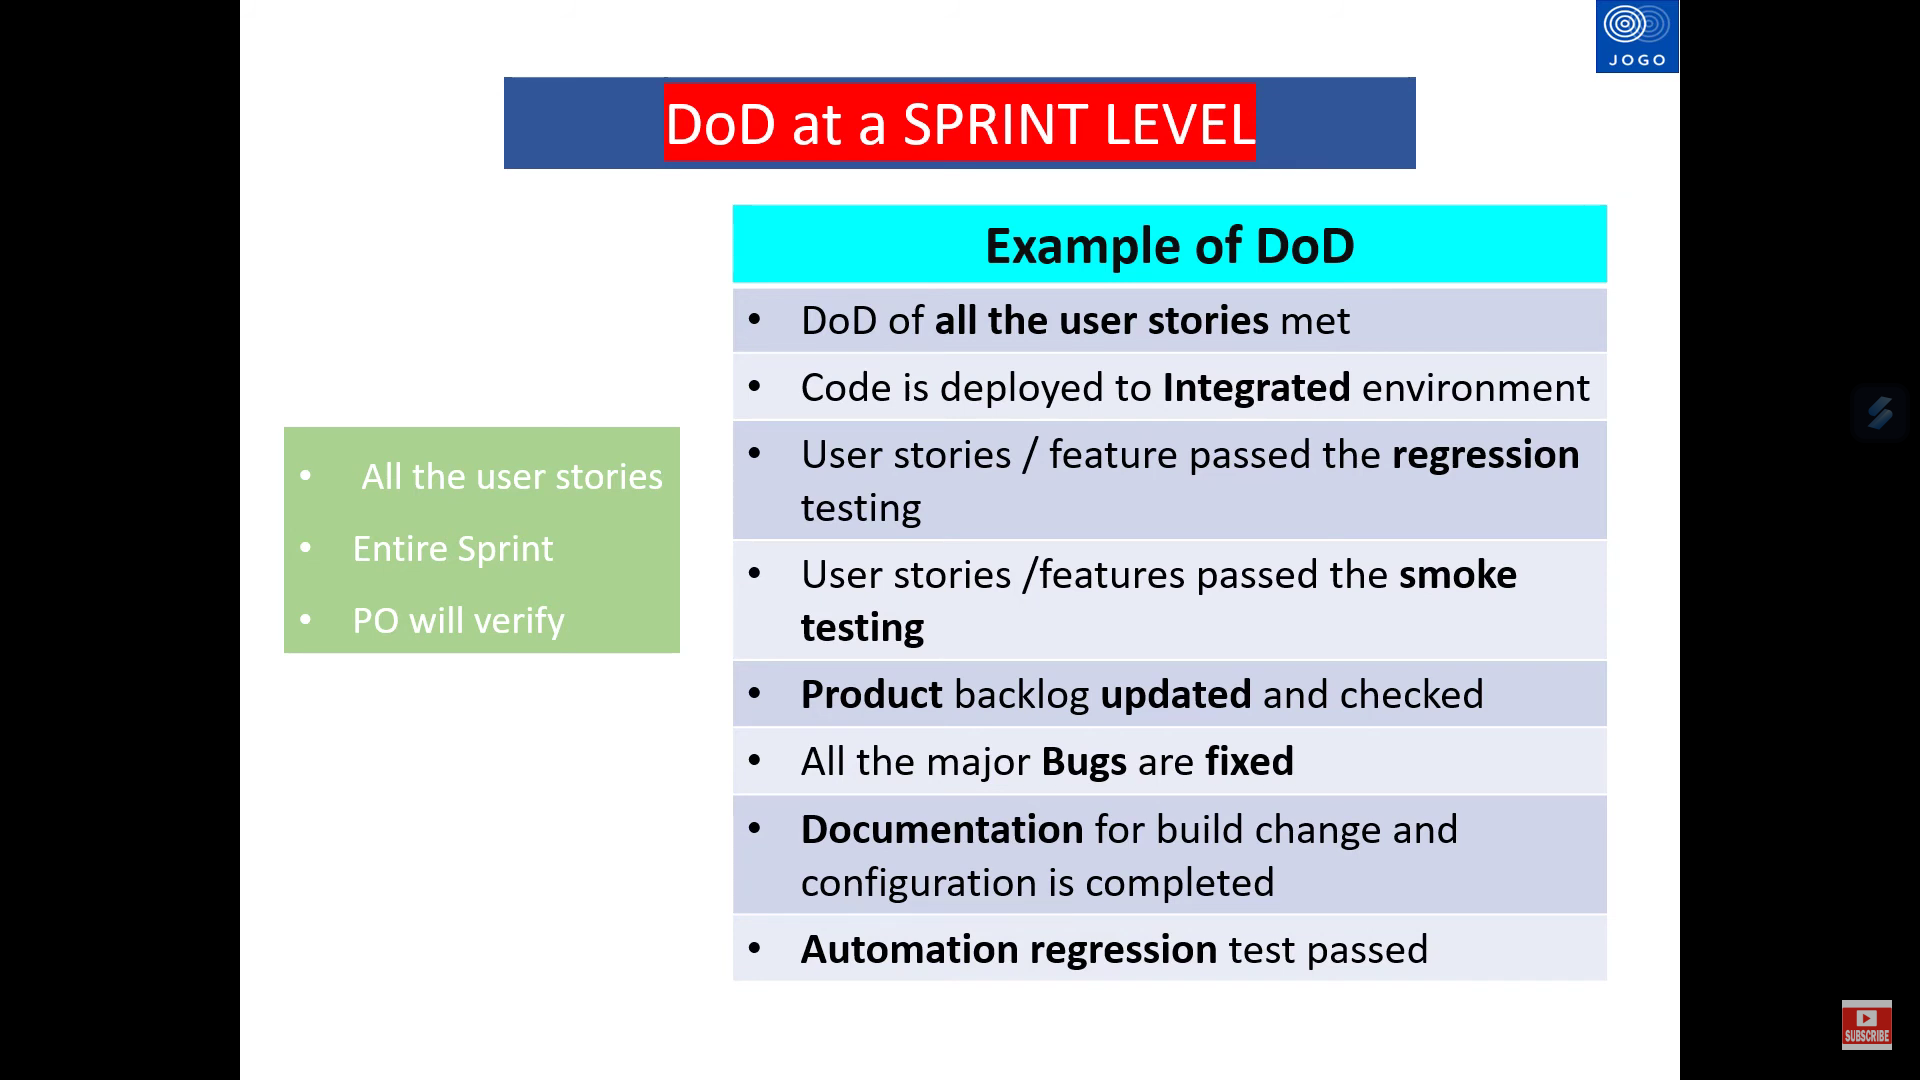 JOGO
DoD at a SPRINT LEVEL
• All the user stories
• Entire Sprint
• PO will verify
Example of DoD
• DoD of all the user stories met
• Code is deployed to Integrated environment
• User stories / feature passed the regression
testing
• User stories /features passed the smoke
testing
• Product backlog updated and checked
• All the major Bugs are fixed
• Documentation for build change and
configuration is completed
• Automation regression test passed
SUBSCRIBE